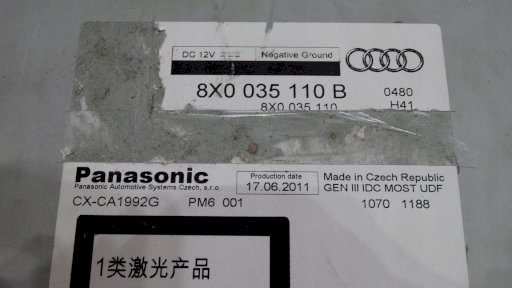 DC 12V Negative Ground
8X0 035 110 B 0480
8X0 035 110 H41
Panasonic
Panasonic Automotive Systems Czech, s.r.o.
Production date
17.06.2011
Made in Czech Republic
GEN III IDC MOST UDF
CX-CA1992G PM6 001 1070 1188
1类激光产品